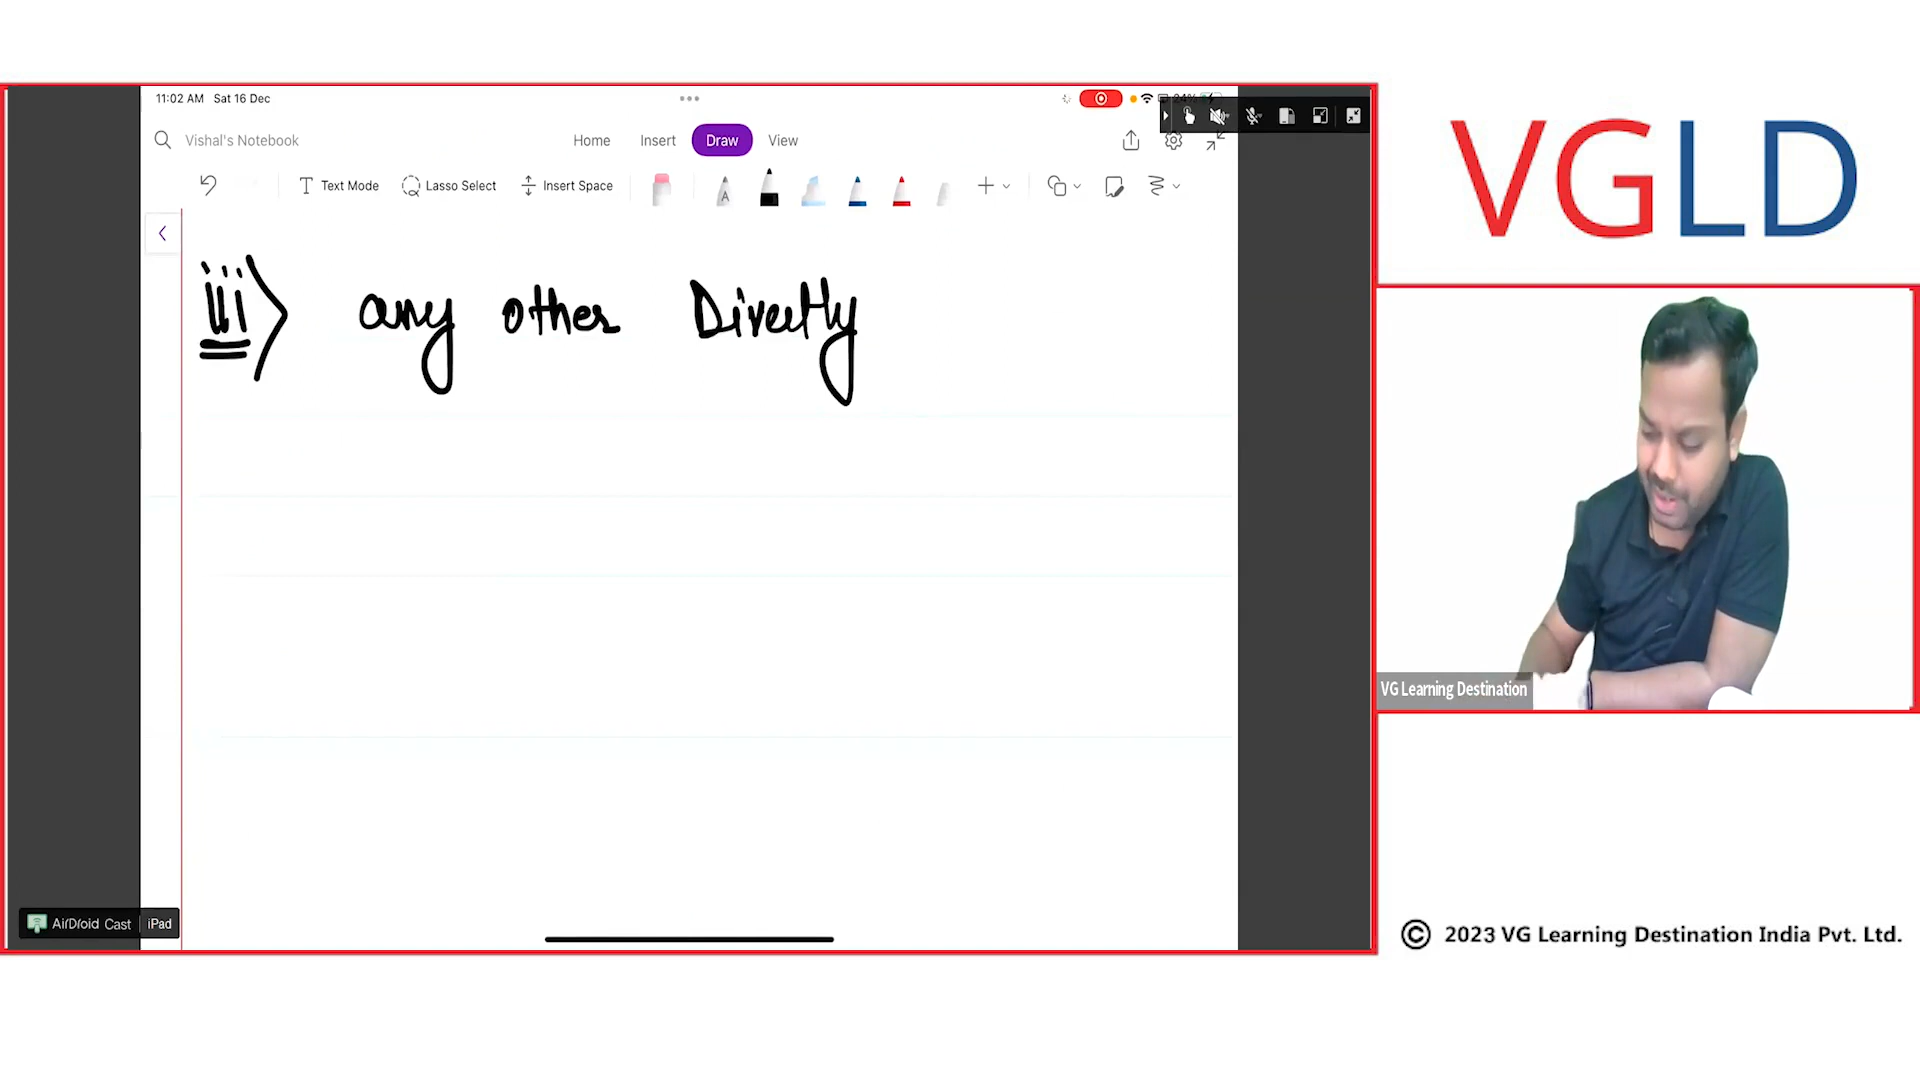 11:02 AM Sat 16 Dec
24%
Vishal's Notebook
Home Insert Draw View
Text Mode Lasso Select Insert Space
iii) any other Directly
VGLD
VG Learning Destination
AirDroid Cast iPad
© 2023 VG Learning Destination India Pvt. Ltd.